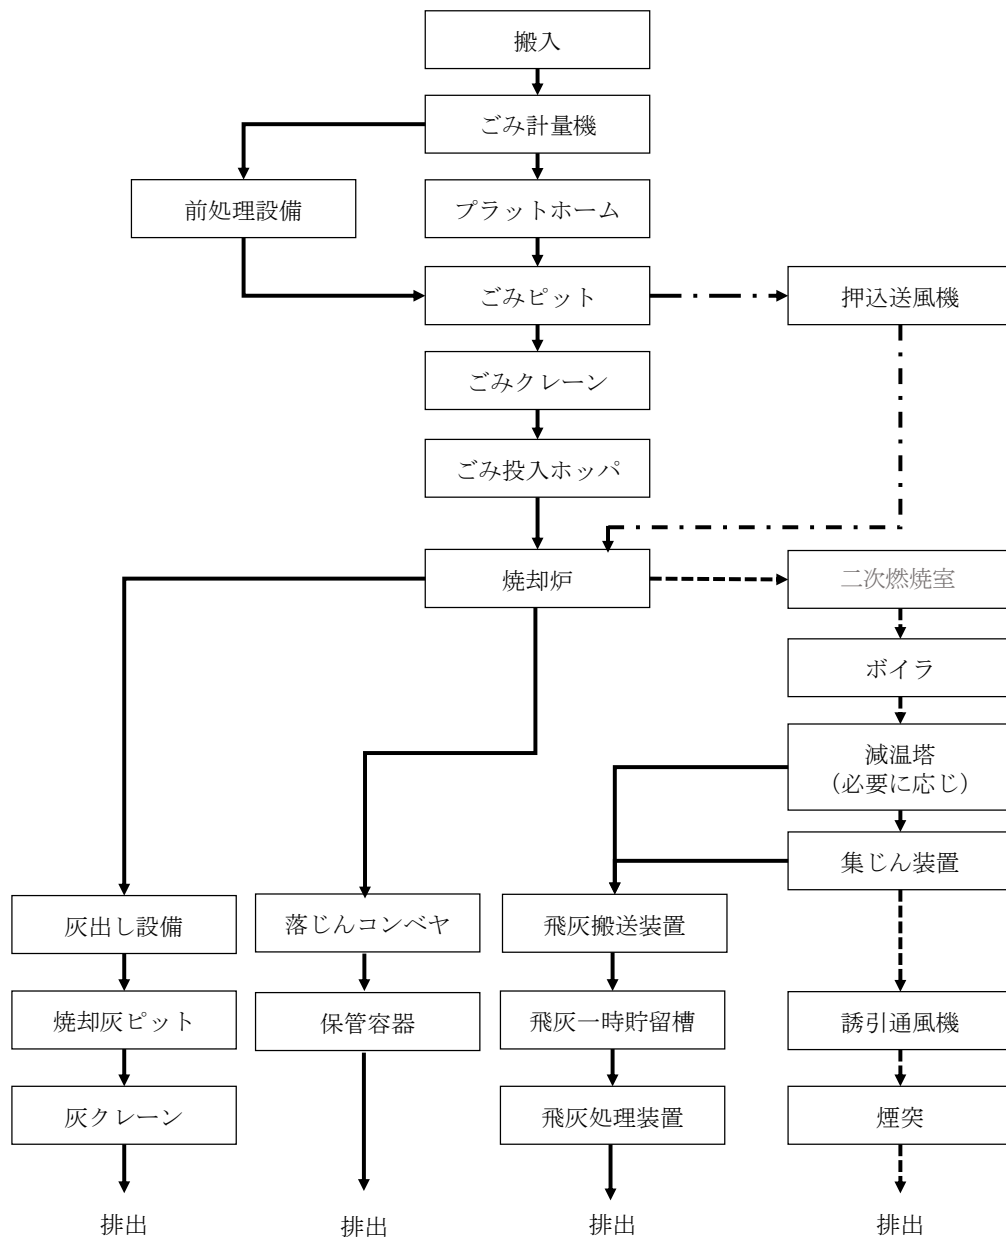 搬入
ごみ計量機
前処理設備
プラットホーム
ごみピット
押込送風機
ごみクレーン
ごみ投入ホッパ
焼却炉
二次燃焼室
ボイラ
減温塔
（必要に応じ）
集じん装置
灰出し設備
落じんコンベヤ
飛灰搬送装置
焼却灰ピット
保管容器
飛灰一時貯留槽
誘引通風機
灰クレーン
飛灰処理装置
煙突
排出
排出
排出
排出